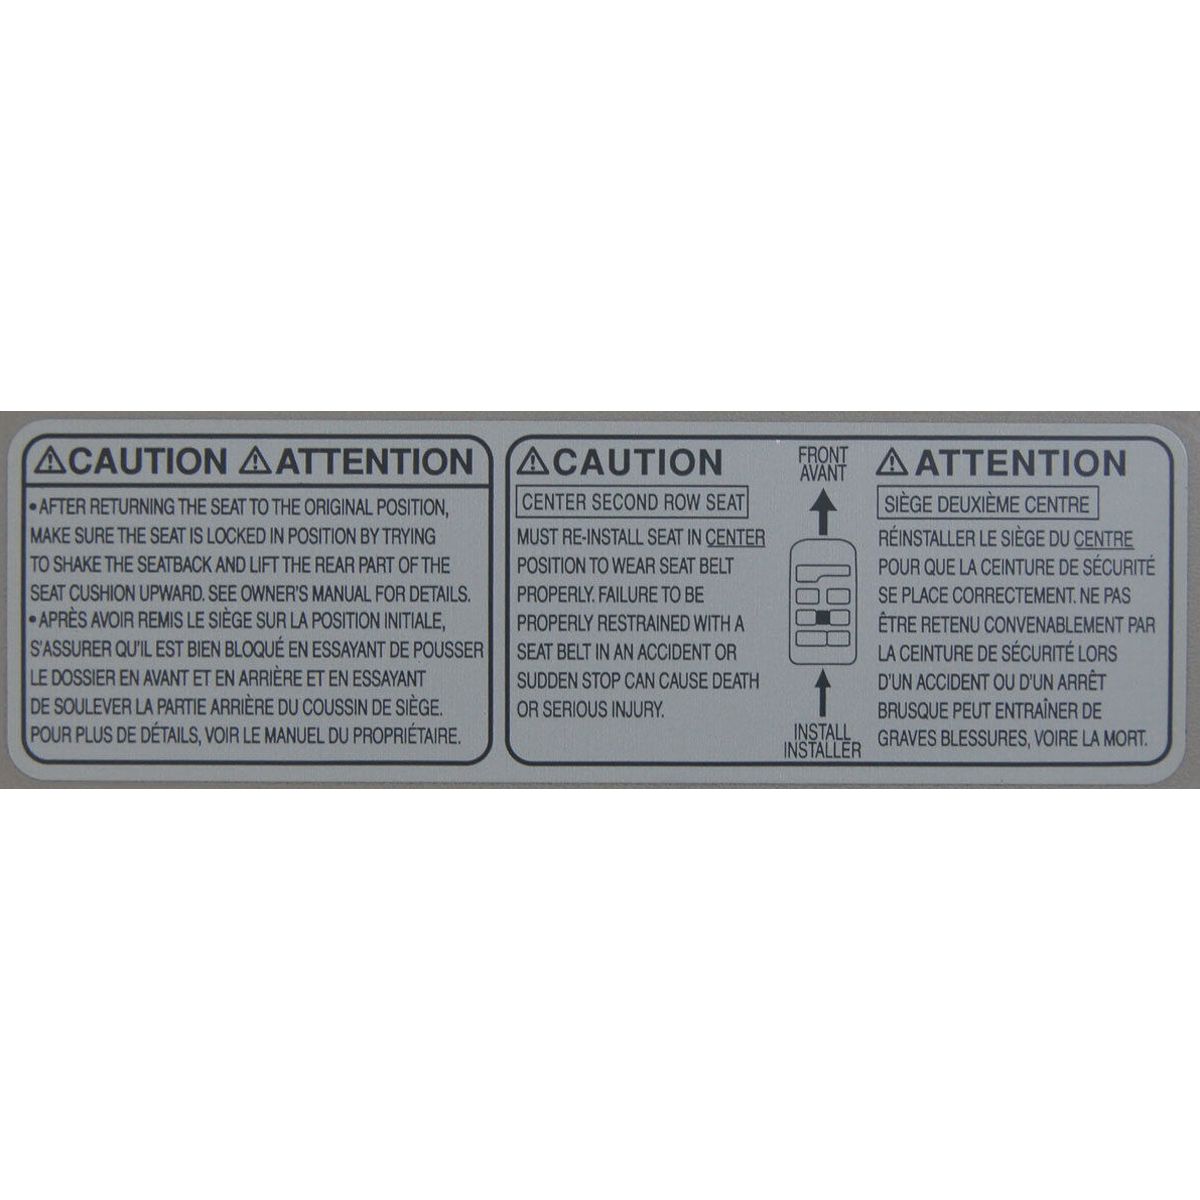 ⚠CAUTION ⚠ATTENTION
•AFTER RETURNING THE SEAT TO THE ORIGINAL POSITION,
MAKE SURE THE SEAT IS LOCKED IN POSITION BY TRYING
TO SHAKE THE SEATBACK AND LIFT THE REAR PART OF THE
SEAT CUSHION UPWARD. SEE OWNER'S MANUAL FOR DETAILS.
•APRÈS AVOIR REMIS LE SIÈGE SUR LA POSITION INITIALE,
S'ASSURER QU'IL EST BIEN BLOQUÉ EN ESSAYANT DE POUSSER
LE DOSSIER EN AVANT ET EN ARRIÈRE ET EN ESSAYANT
DE SOULEVER LA PARTIE ARRIÈRE DU COUSSIN DE SIÈGE.
POUR PLUS DE DÉTAILS, VOIR LE MANUEL DU PROPRIÉTAIRE.
⚠CAUTION
CENTER SECOND ROW SEAT
MUST RE-INSTALL SEAT IN CENTER
POSITION TO WEAR SEAT BELT
PROPERLY. FAILURE TO BE
PROPERLY RESTRAINED WITH A
SEAT BELT IN AN ACCIDENT OR
SUDDEN STOP CAN CAUSE DEATH
OR SERIOUS INJURY.
FRONT
AVANT
INSTALL
INSTALLER
⚠ ATTENTION
SIÈGE DEUXIÈME CENTRE
RÉINSTALLER LE SIÈGE DU CENTRE
POUR QUE LA CEINTURE DE SÉCURITÉ
SE PLACE CORRECTEMENT. NE PAS
ÊTRE RETENU CONVENABLEMENT PAR
LA CEINTURE DE SÉCURITÉ LORS
D'UN ACCIDENT OU D'UN ARRÊT
BRUSQUE PEUT ENTRAÎNER DE
GRAVES BLESSURES, VOIRE LA MORT.